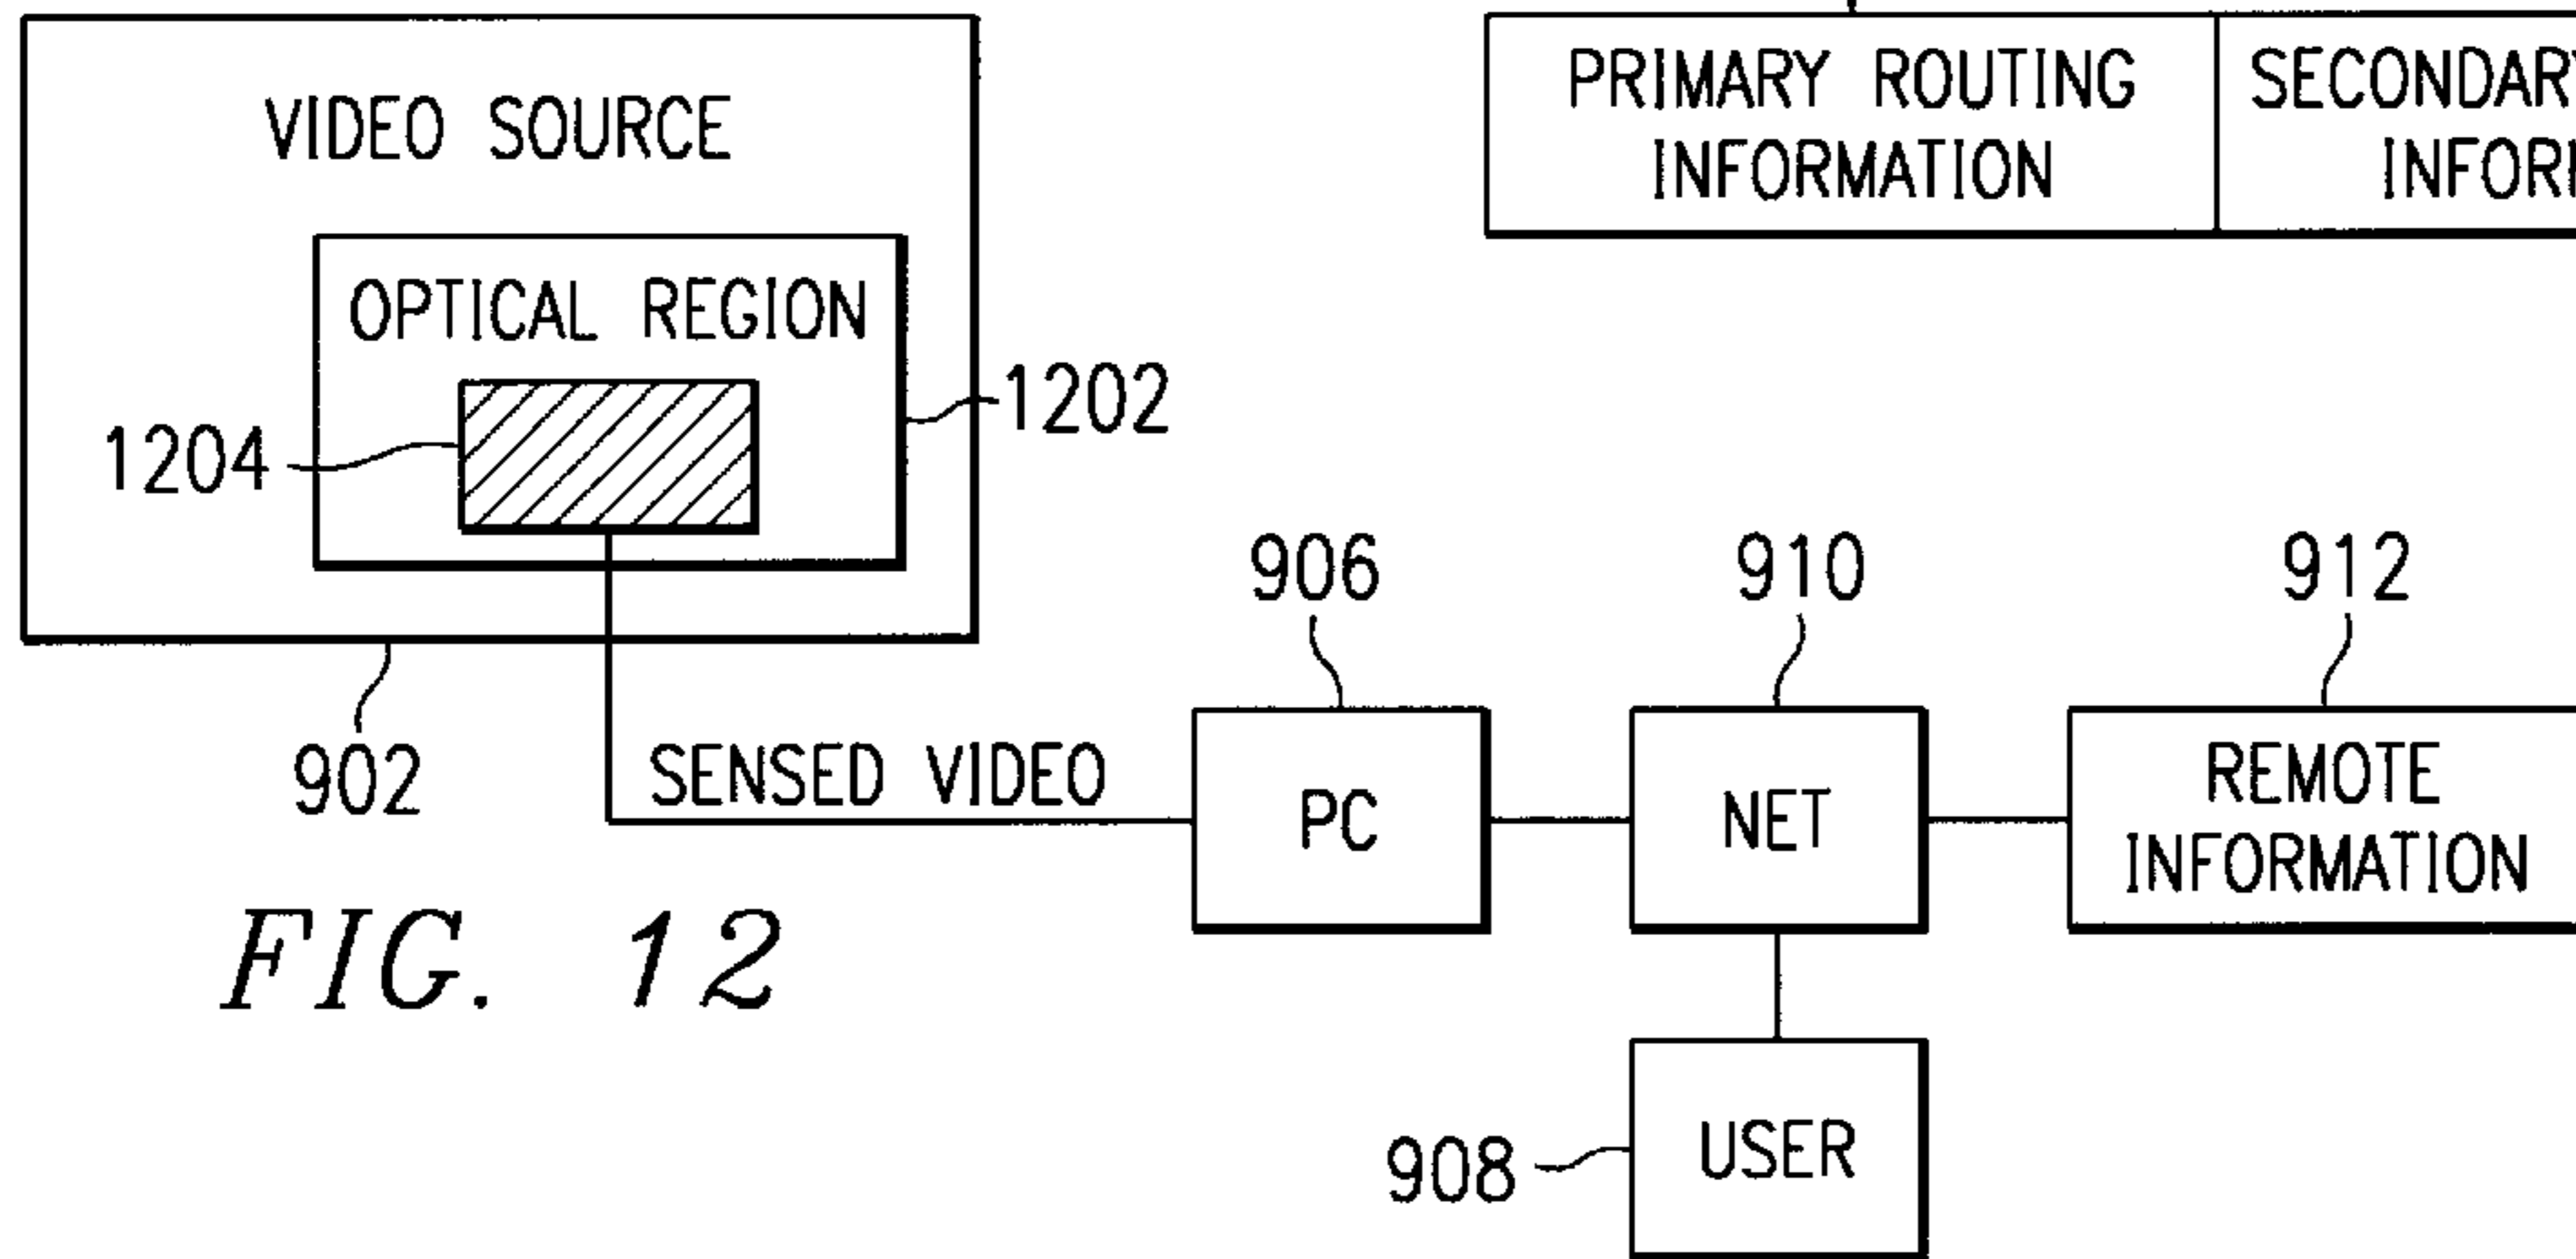 VIDEO SOURCE
OPTICAL REGION
1202
1204
902
PRIMARY ROUTING
INFORMATION
SENSED VIDEO
906
PC
910
NET
912
REMOTE
INFORMATION
908
USER
FIG. 12